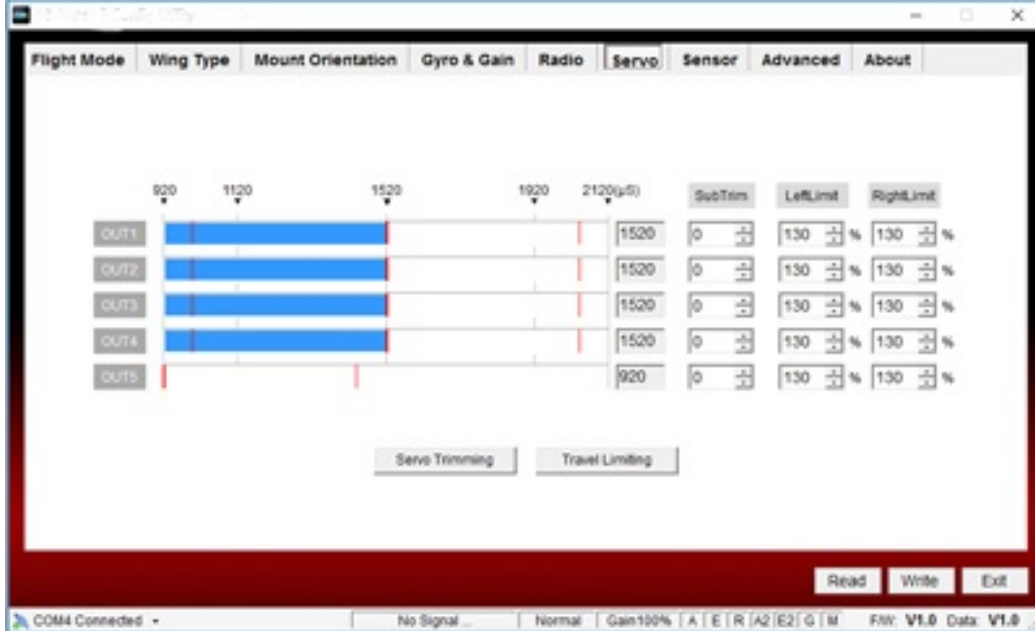 Flight Mode Wing Type Mount Orientation Gyro & Gain Radio Servo Sensor Advanced About
920 1120 1520 1920 2120(µS) SubTrim LeftLimit RightLimit
OUT1 1520 0 130 % 130 %
OUT2 1520 0 130 % 130 %
OUT3 1520 0 130 % 130 %
OUT4 1520 0 130 % 130 %
OUT5 920 0 130 % 130 %
Servo Trimming Travel Limiting
Read Write Exit
COM4 Connected No Signal ... Normal Gain100% A E R A2 E2 G M F/W: V1.0 Data: V1.0